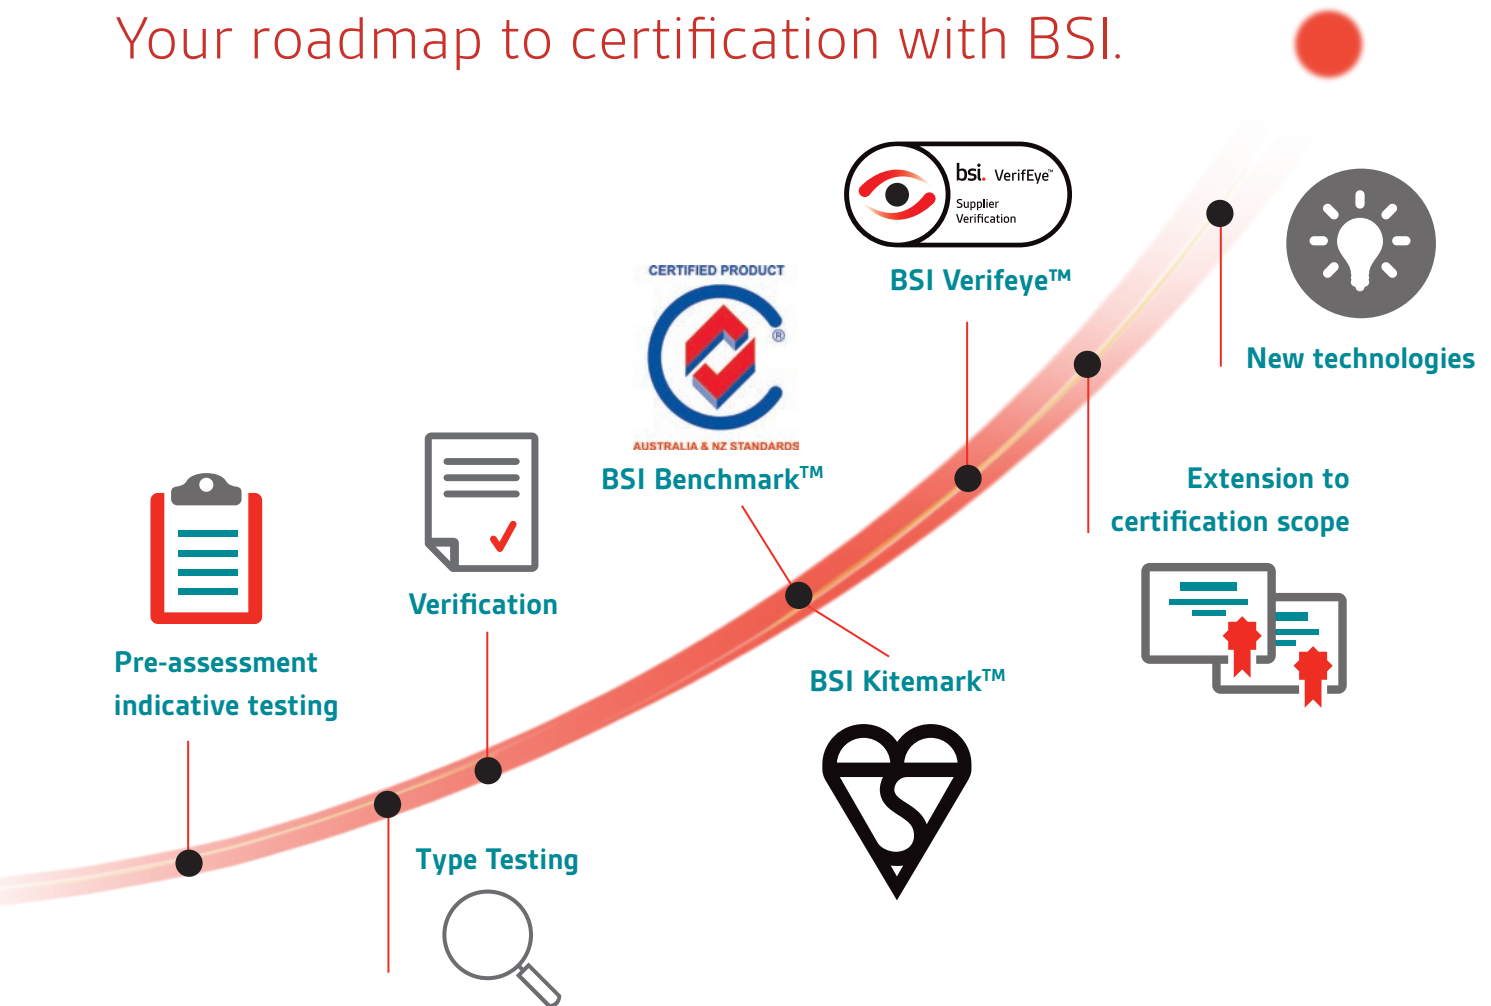 Your roadmap to certification with BSI.
bsi. VerifEye™
Supplier
Verification
BSI Verifeye™
CERTIFIED PRODUCT
®
AUSTRALIA & NZ STANDARDS
BSI Benchmark™
New technologies
Extension to
certification scope
Verification
Pre-assessment
indicative testing
BSI Kitemark™
Type Testing